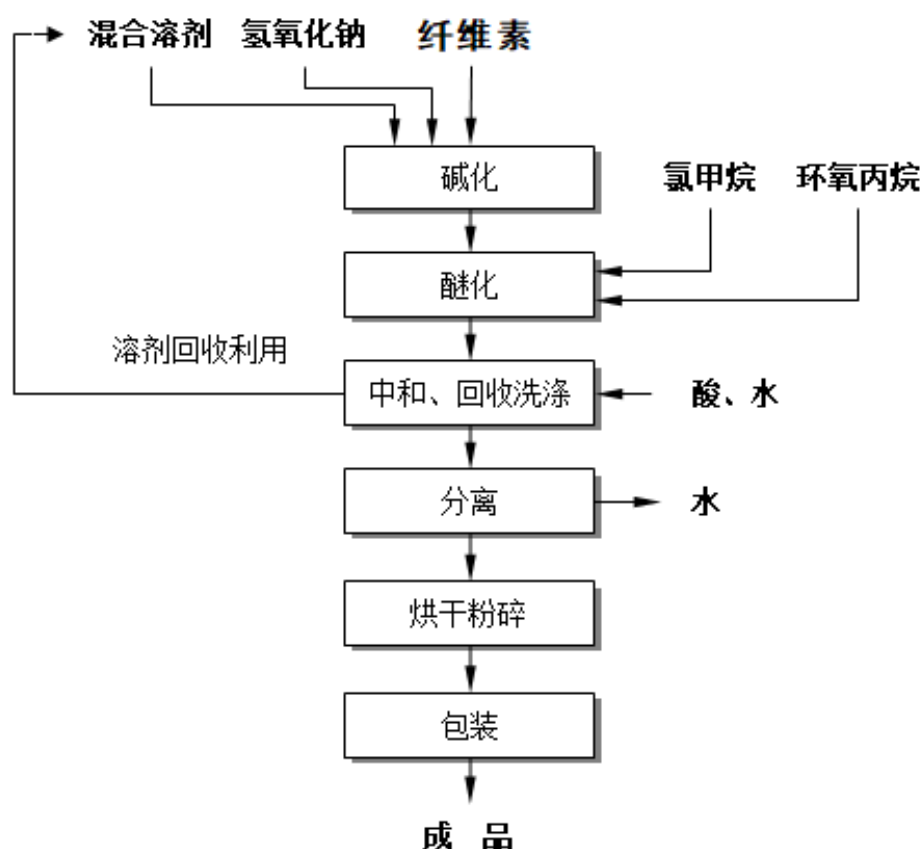 混合溶剂 氢氧化钠 纤维素
碱化
氯甲烷 环氧丙烷
醚化
溶剂回收利用
中和、回收洗涤
酸、水
分离
水
烘干粉碎
包装
成 品